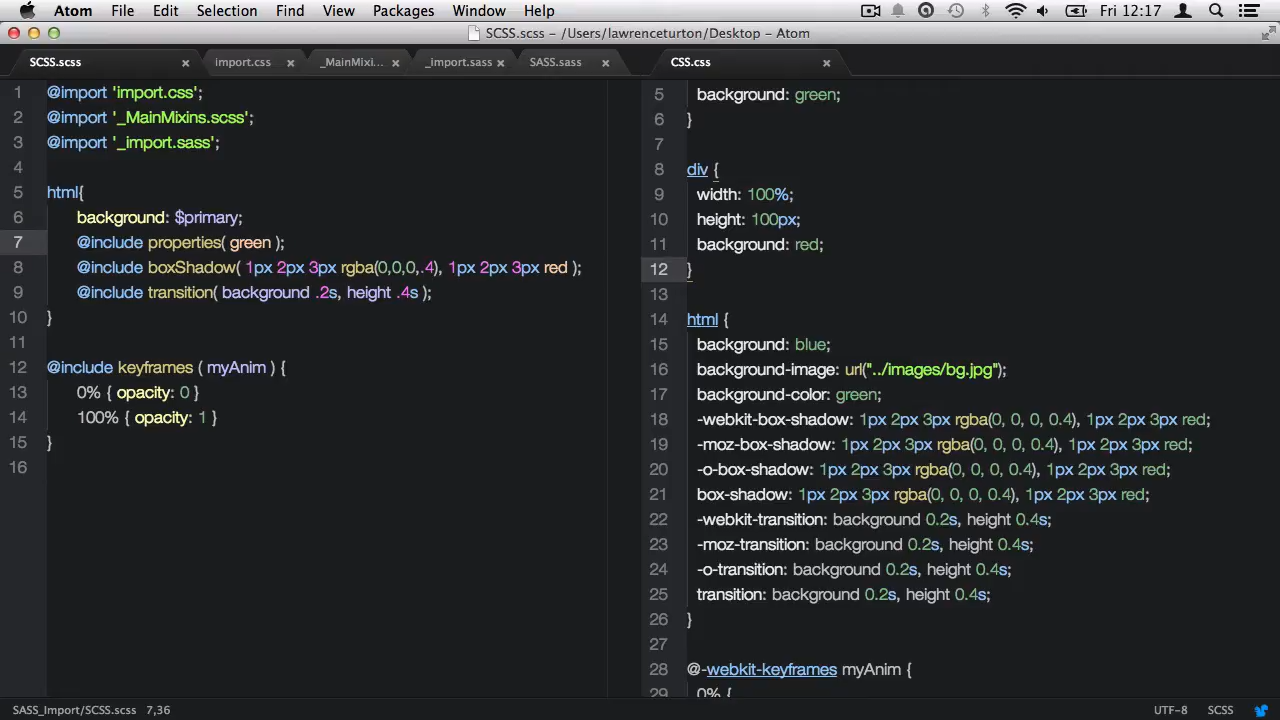 Atom File Edit Selection Find View Packages Window Help Fri 12:17
SCSS.scss – /Users/lawrenceturton/Desktop – Atom
SCSS.scss import.css _MainMixi... _import.sass SASS.sass CSS.css
1 @import 'import.css';
2 @import '_MainMixins.scss';
3 @import '_import.sass';
4
5 html{
6 background: $primary;
7 @include properties( green );
8 @include boxShadow( 1px 2px 3px rgba(0,0,0,.4), 1px 2px 3px red );
9 @include transition( background .2s, height .4s );
10 }
11
12 @include keyframes ( myAnim ) {
13 0% { opacity: 0 }
14 100% { opacity: 1 }
15 }
16
5 background: green;
6 }
7
8 div {
9 width: 100%;
10 height: 100px;
11 background: red;
12 }
13
14 html {
15 background: blue;
16 background-image: url("../images/bg.jpg");
17 background-color: green;
18 -webkit-box-shadow: 1px 2px 3px rgba(0, 0, 0, 0.4), 1px 2px 3px red;
19 -moz-box-shadow: 1px 2px 3px rgba(0, 0, 0, 0.4), 1px 2px 3px red;
20 -o-box-shadow: 1px 2px 3px rgba(0, 0, 0, 0.4), 1px 2px 3px red;
21 box-shadow: 1px 2px 3px rgba(0, 0, 0, 0.4), 1px 2px 3px red;
22 -webkit-transition: background 0.2s, height 0.4s;
23 -moz-transition: background 0.2s, height 0.4s;
24 -o-transition: background 0.2s, height 0.4s;
25 transition: background 0.2s, height 0.4s;
26 }
27
28 @-webkit-keyframes myAnim {
29 0% {
SASS_Import/SCSS.scss 7,36 UTF-8 SCSS